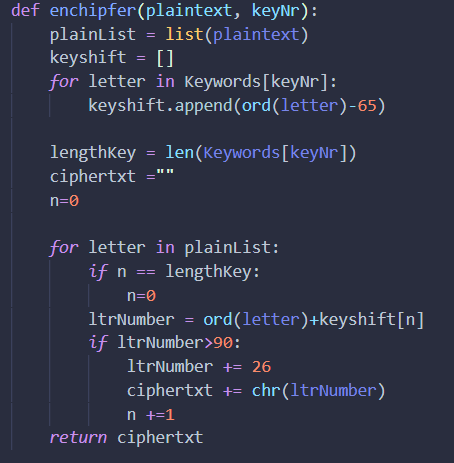 def enchipfer(plaintext, keyNr):
    plainList = list(plaintext)
    keyshift = []
    for letter in Keywords[keyNr]:
        keyshift.append(ord(letter)-65)

    lengthKey = len(Keywords[keyNr])
    ciphertxt =""
    n=0

    for letter in plainList:
        if n == lengthKey:
            n=0
        ltrNumber = ord(letter)+keyshift[n]
        if ltrNumber>90:
            ltrNumber += 26
            ciphertxt += chr(ltrNumber)
            n +=1
    return ciphertxt